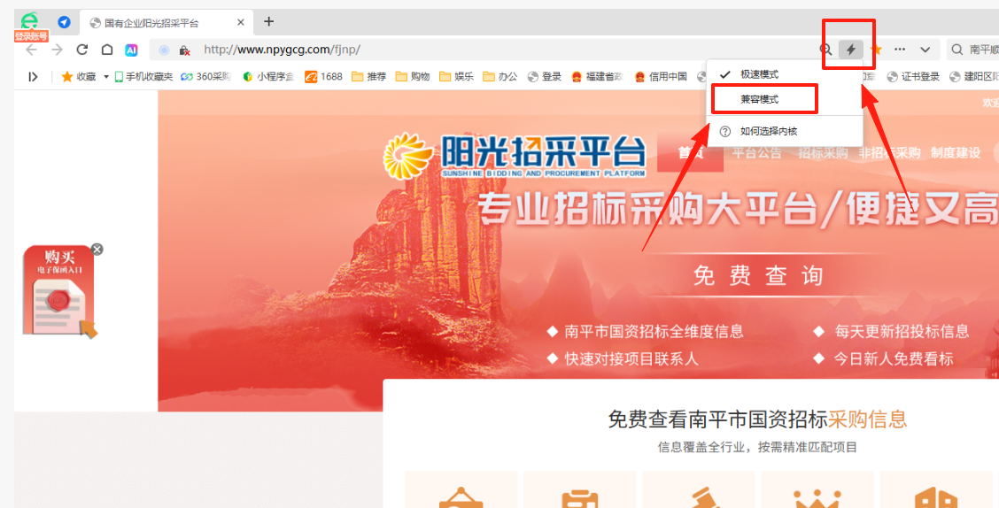 国有企业阳光招采平台
登录账号
http://www.npygcg.com/fjnp/
南平顺
收藏 手机收藏夹 360采购 小程序盒 1688 推荐 购物 娱乐 办公 登录 福建省政 信用中国 证书登录 建阳区阳
极速模式
兼容模式
如何选择内核
欢迎
阳光招采平台
SUNSHINE BIDDING AND PROCUREMENT PLATFORM
首页 平台公告 招标采购 非招标采购 制度建设
专业招标采购大平台/便捷又高
购买
电子保函入口
免费查询
南平市国资招标全维度信息 每天更新招投标信息
快速对接项目联系人 今日新人免费看标
免费查看南平市国资招标采购信息
信息覆盖全行业，按需精准匹配项目